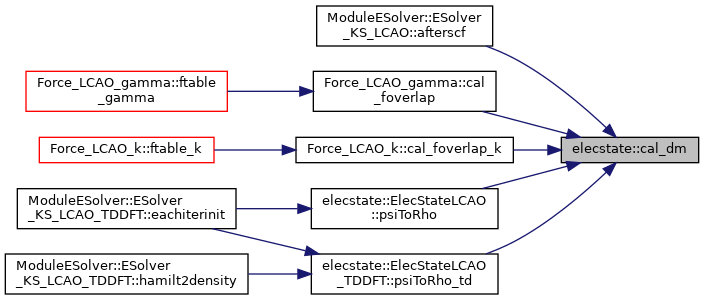 ModuleESolver::ESolver
_KS_LCAO::afterscf
Force_LCAO_gamma::ftable
_gamma
Force_LCAO_gamma::cal
_foverlap
Force_LCAO_k::ftable_k
Force_LCAO_k::cal_foverlap_k
elecstate::cal_dm
ModuleESolver::ESolver
_KS_LCAO_TDDFT::eachiterinit
elecstate::ElecStateLCAO
::psiToRho
ModuleESolver::ESolver
_KS_LCAO_TDDFT::hamilt2density
elecstate::ElecStateLCAO
_TDDFT::psiToRho_td